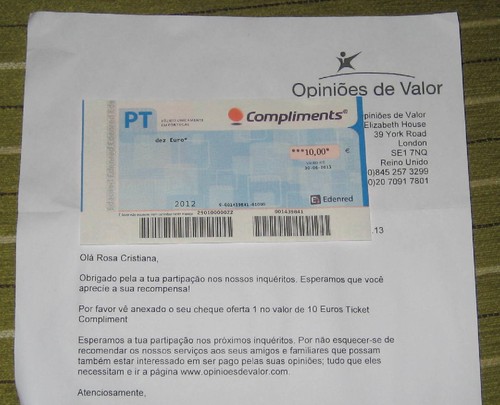 Opiniões de Valor
PT
Compliments®
dez Euro*
***10,00*
€
2012
Edenred
21010000022
001439841
piniões de Valor
Elizabeth House
39 York Road
London
SE1 7NQ
Reino Unido
)845 257 3299
)20 7091 7801
.13
Olá Rosa Cristiana,
Obrigado pela a tua partipação nos nossos inquéritos. Esperamos que você
aprecie a sua recompensa!
Por favor vê anexado o seu cheque oferta 1 no valor de 10 Euros Ticket
Compliment
Esperamos a tua partipação nos próximos inquéritos. Por não esquecer-se de
recomendar os nossos serviços aos seus amigos e familiares que possam
também estar interessado em ser pago pelas suas opiniões; tudo que eles
necessitam e ir a página www.opinioesdevalor.com.
Atenciosamente,